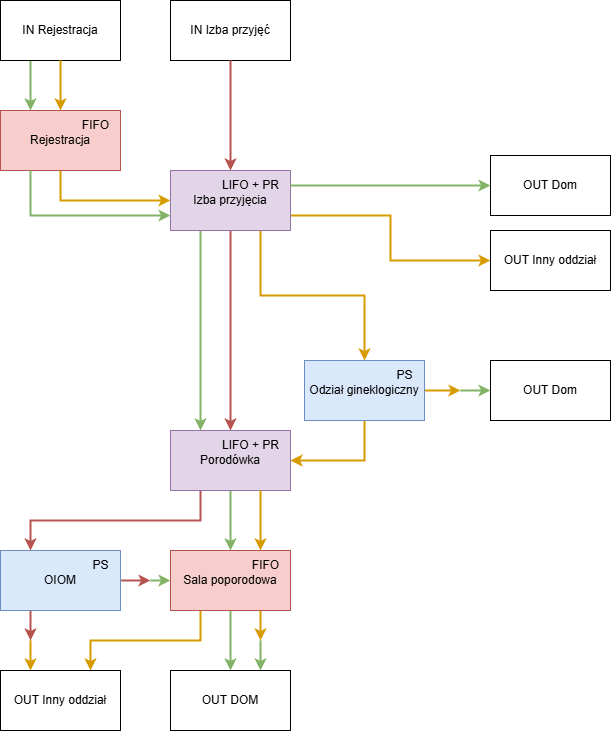 IN Rejestracja
IN Izba przyjęć
FIFO
Rejestracja
LIFO + PR
Izba przyjęcia
OUT Dom
OUT Inny oddział
PS
Odział gineklogiczny
OUT Dom
LIFO + PR
Porodówka
PS
OIOM
FIFO
Sala poporodowa
OUT Inny oddział
OUT DOM